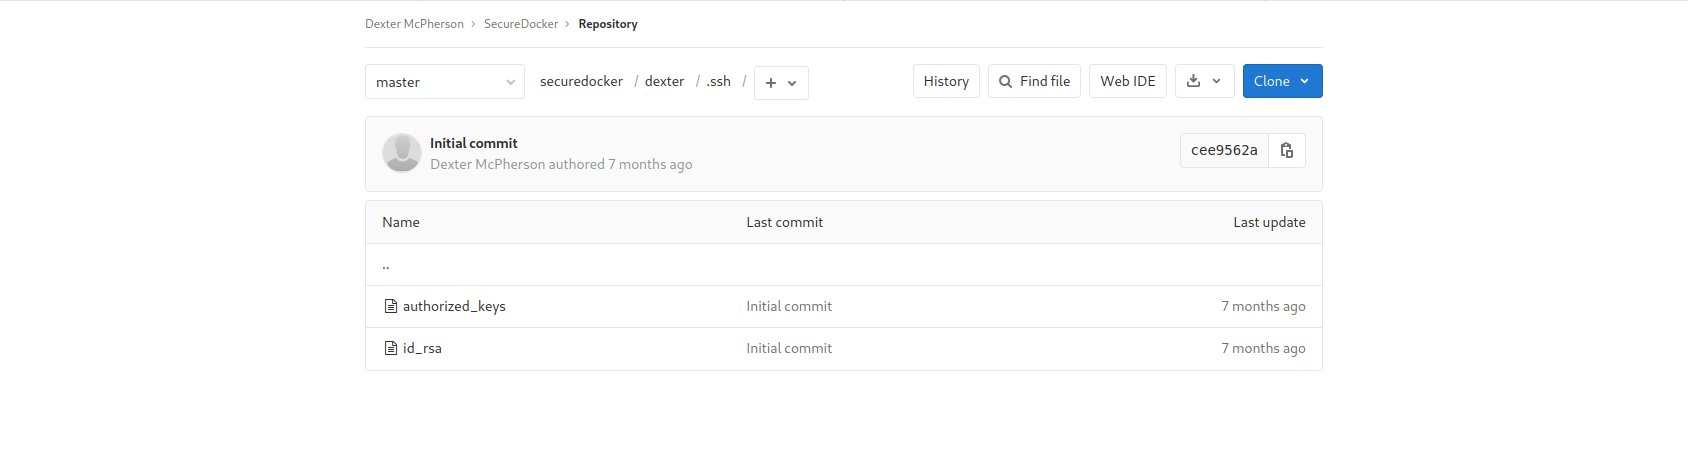 Dexter McPherson > SecureDocker > Repository
master securedocker / dexter / .ssh / + History Find file Web IDE Clone
Initial commit
Dexter McPherson authored 7 months ago
cee9562a
Name Last commit Last update
..
authorized_keys Initial commit 7 months ago
id_rsa Initial commit 7 months ago